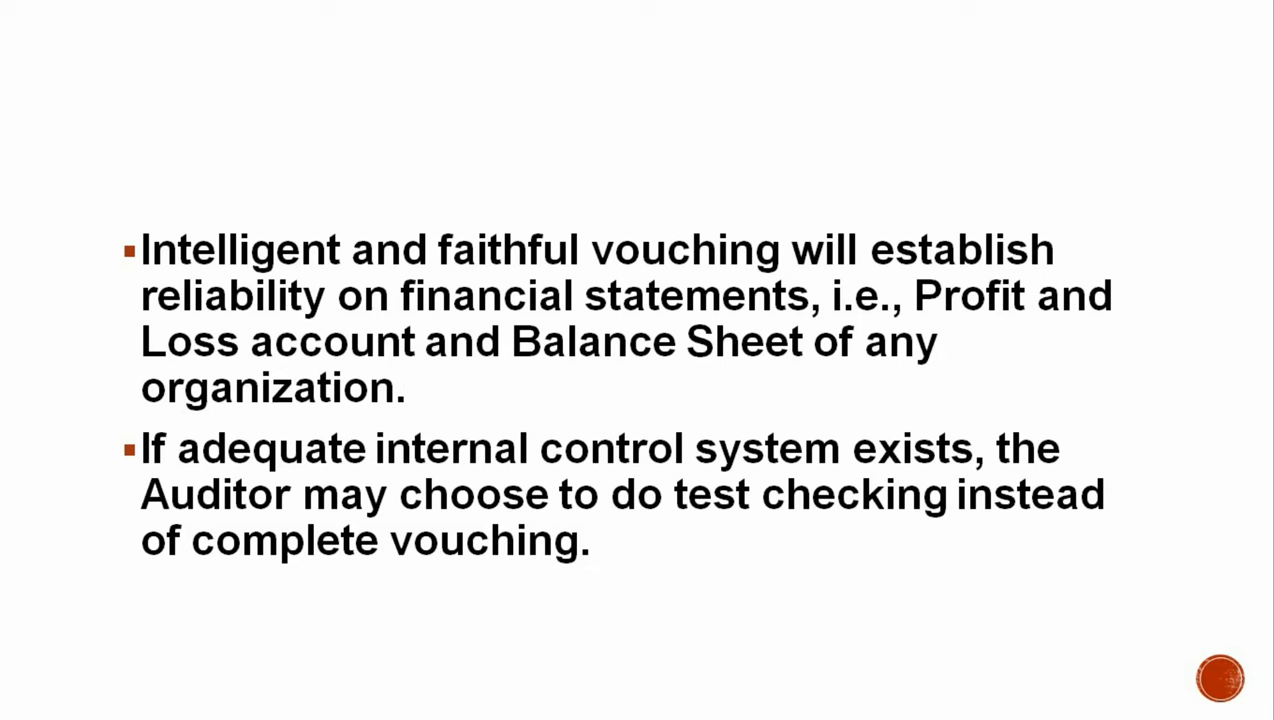 ▪Intelligent and faithful vouching will establish
reliability on financial statements, i.e., Profit and
Loss account and Balance Sheet of any
organization.
▪If adequate internal control system exists, the
Auditor may choose to do test checking instead
of complete vouching.